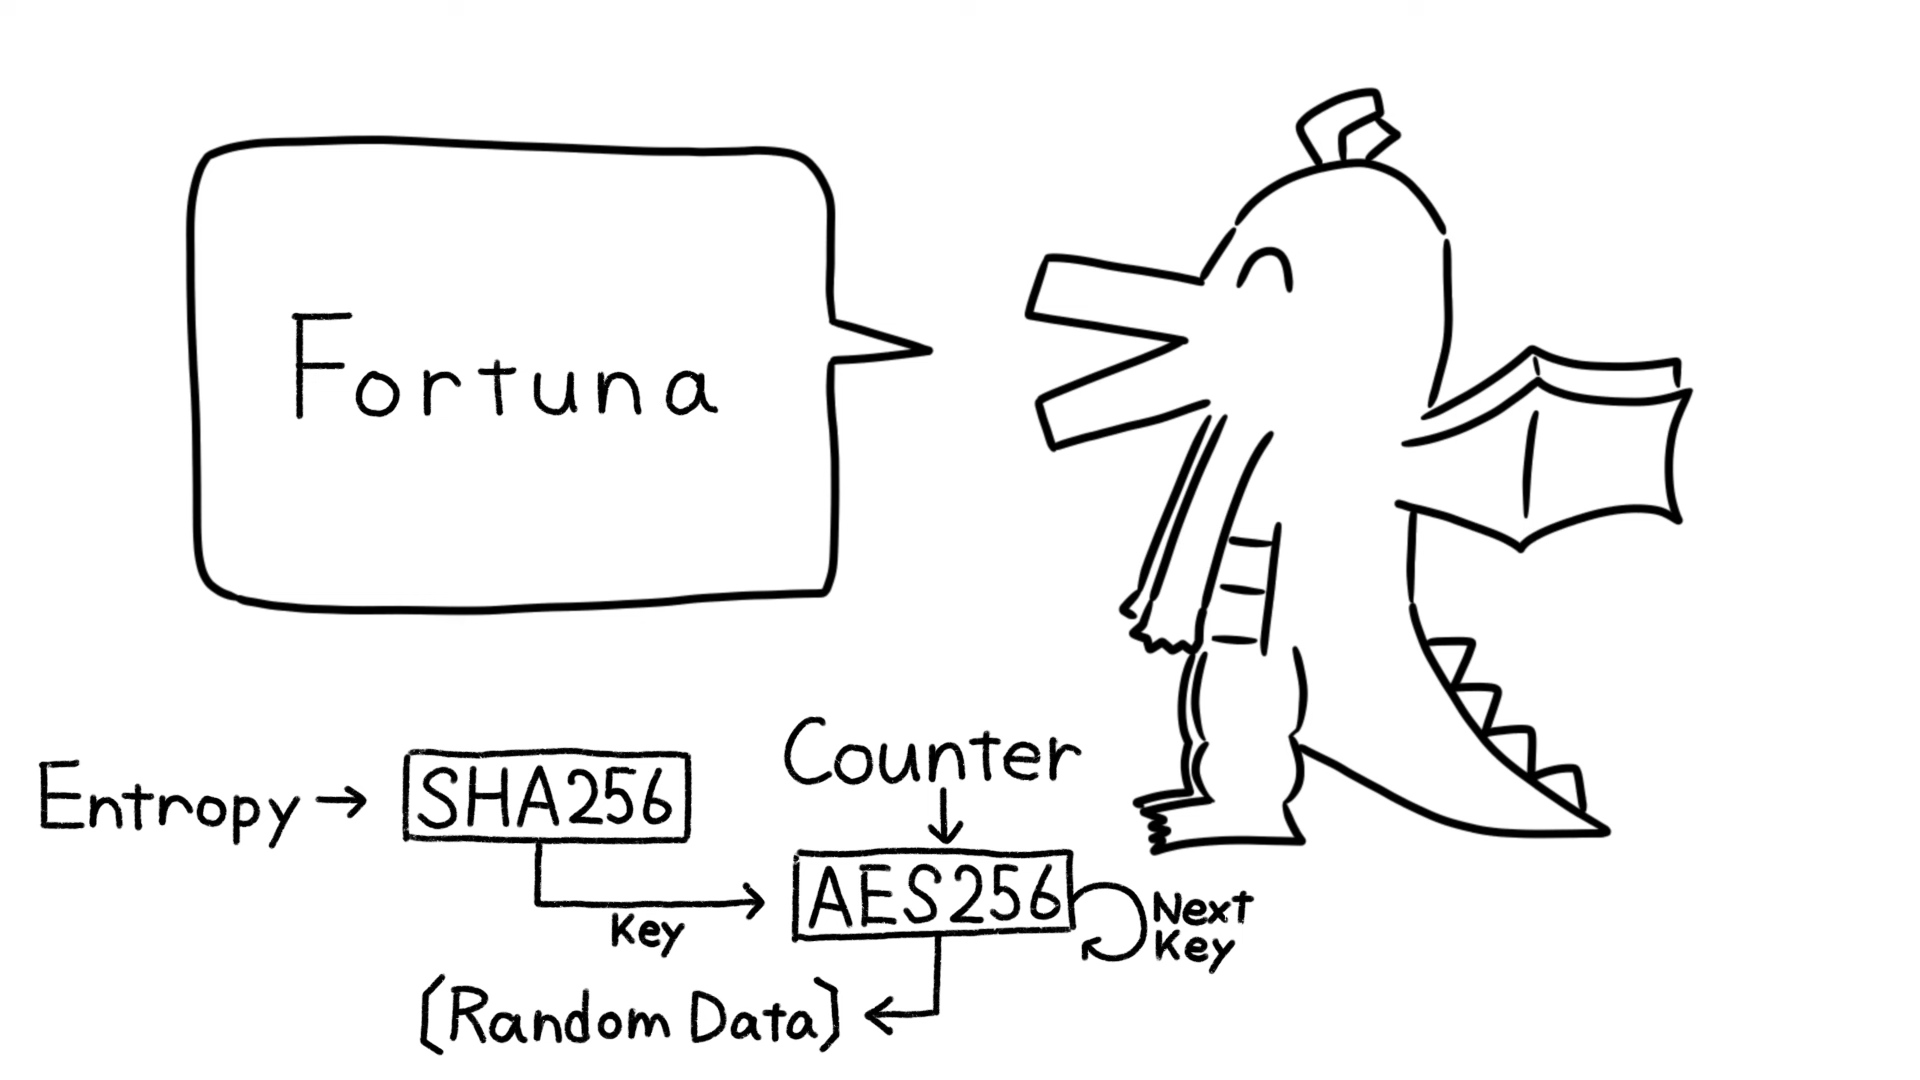 Fortuna
Counter
Entropy → SHA256
AES256
Next
Key
Key
(Random Data)